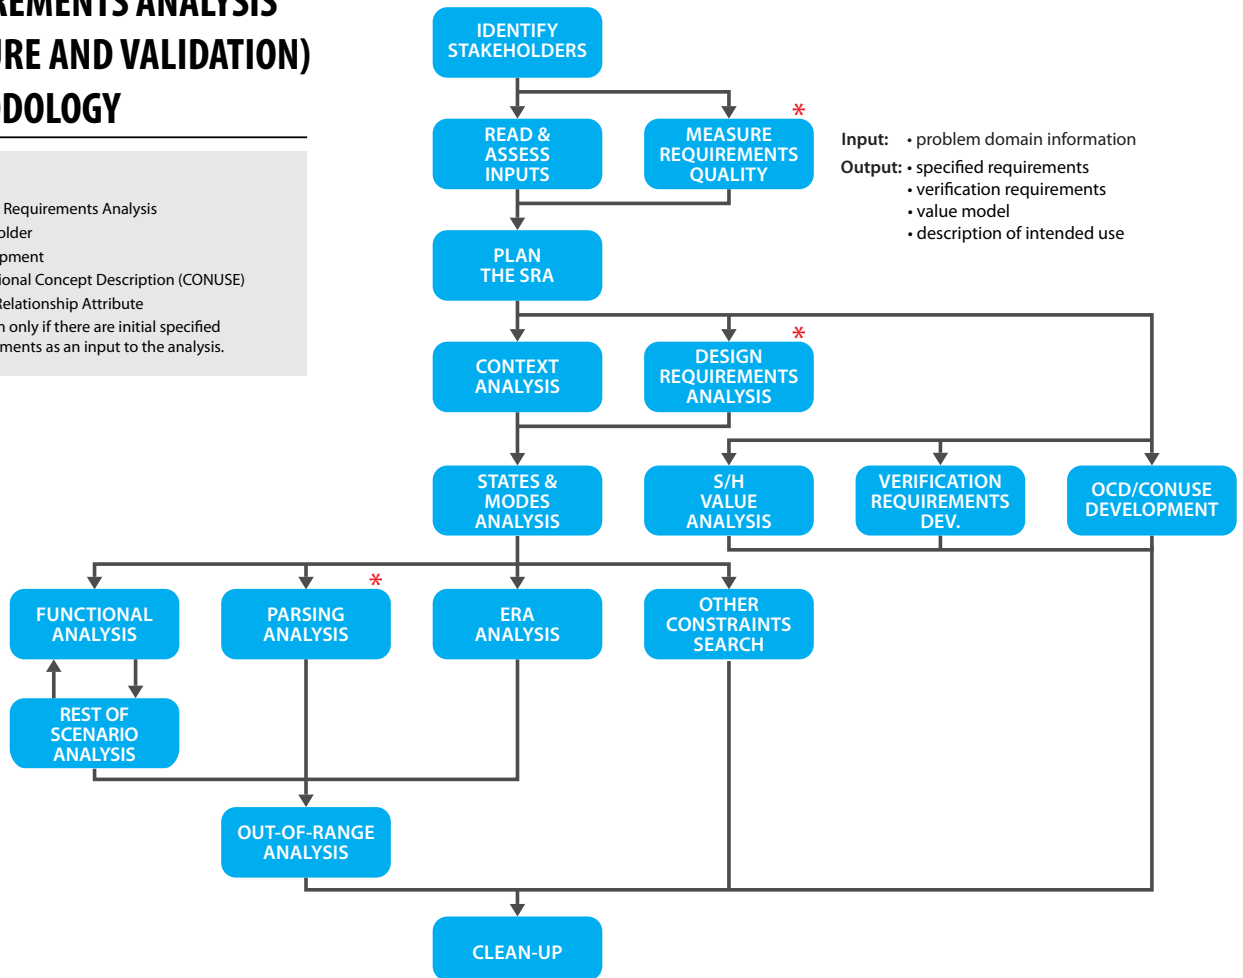 REMENTS ANALYSIS
URE AND VALIDATION)
ODOLOGY
Requirements Analysis
older
pment
ional Concept Description (CONUSE)
Relationship Attribute
n only if there are initial specified
ments as an input to the analysis.
IDENTIFY
STAKEHOLDERS
READ &
ASSESS
INPUTS
*
MEASURE
REQUIREMENTS
QUALITY
Input: • problem domain information
Output: • specified requirements
• verification requirements
• value model
• description of intended use
PLAN
THE SRA
CONTEXT
ANALYSIS
*
DESIGN
REQUIREMENTS
ANALYSIS
STATES &
MODES
ANALYSIS
S/H
VALUE
ANALYSIS
VERIFICATION
REQUIREMENTS
DEV.
OCD/CONUSE
DEVELOPMENT
FUNCTIONAL
ANALYSIS
*
PARSING
ANALYSIS
ERA
ANALYSIS
OTHER
CONSTRAINTS
SEARCH
REST OF
SCENARIO
ANALYSIS
OUT-OF-RANGE
ANALYSIS
CLEAN-UP